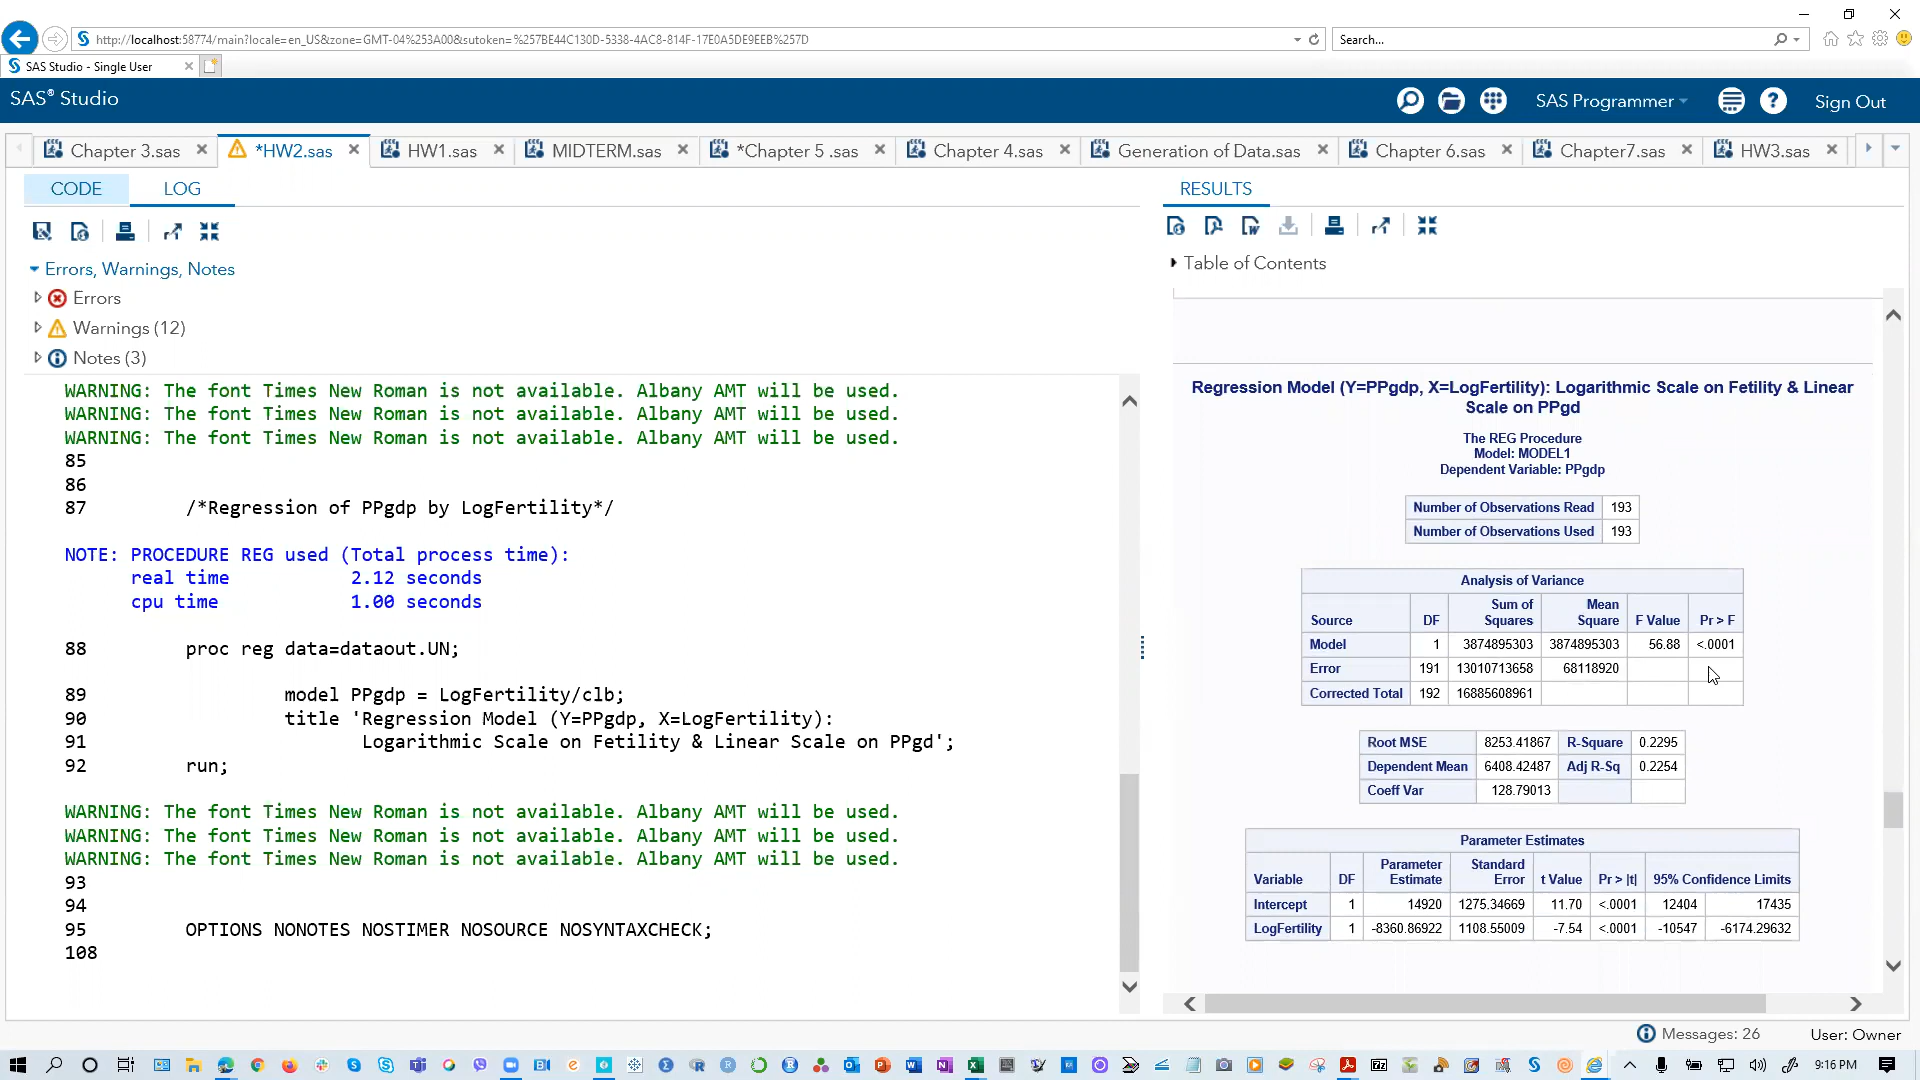 http://localhost:58774/main?locale=en_US&zone=GMT-04%253A00&sutoken=%257BE44C130D-5338-4AC8-814F-17E0A5DE9EEB%257D
Search...
SAS Studio - Single User
SAS® Studio
SAS Programmer
Sign Out
Chapter 3.sas
*HW2.sas
HW1.sas
MIDTERM.sas
*Chapter 5 .sas
Chapter 4.sas
Generation of Data.sas
Chapter 6.sas
Chapter7.sas
HW3.sas
CODE
LOG
Errors, Warnings, Notes
Errors
Warnings (12)
Notes (3)
WARNING: The font Times New Roman is not available. Albany AMT will be used.
WARNING: The font Times New Roman is not available. Albany AMT will be used.
WARNING: The font Times New Roman is not available. Albany AMT will be used.
85
86
87 /*Regression of PPgdp by LogFertility*/
NOTE: PROCEDURE REG used (Total process time):
real time 2.12 seconds
cpu time 1.00 seconds
88 proc reg data=dataout.UN;
89 model PPgdp = LogFertility/clb;
90 title 'Regression Model (Y=PPgdp, X=LogFertility):
91 Logarithmic Scale on Fetility & Linear Scale on PPgd';
92 run;
WARNING: The font Times New Roman is not available. Albany AMT will be used.
WARNING: The font Times New Roman is not available. Albany AMT will be used.
WARNING: The font Times New Roman is not available. Albany AMT will be used.
93
94
95 OPTIONS NONOTES NOSTIMER NOSOURCE NOSYNTAXCHECK;
108
RESULTS
Table of Contents
Regression Model (Y=PPgdp, X=LogFertility): Logarithmic Scale on Fetility & Linear
Scale on PPgd
The REG Procedure
Model: MODEL1
Dependent Variable: PPgdp
Number of Observations Read 193
Number of Observations Used 193
Analysis of Variance
Source DF Sum of Squares Mean Square F Value Pr > F
Model 1 3874895303 3874895303 56.88 <.0001
Error 191 13010713658 68118920
Corrected Total 192 16885608961
Root MSE 8253.41867 R-Square 0.2295
Dependent Mean 6408.42487 Adj R-Sq 0.2254
Coeff Var 128.79013
Parameter Estimates
Variable DF Parameter Estimate Standard Error t Value Pr > |t| 95% Confidence Limits
Intercept 1 14920 1275.34669 11.70 <.0001 12404 17435
LogFertility 1 -8360.86922 1108.55009 -7.54 <.0001 -10547 -6174.29632
Messages: 26
User: Owner
9:16 PM